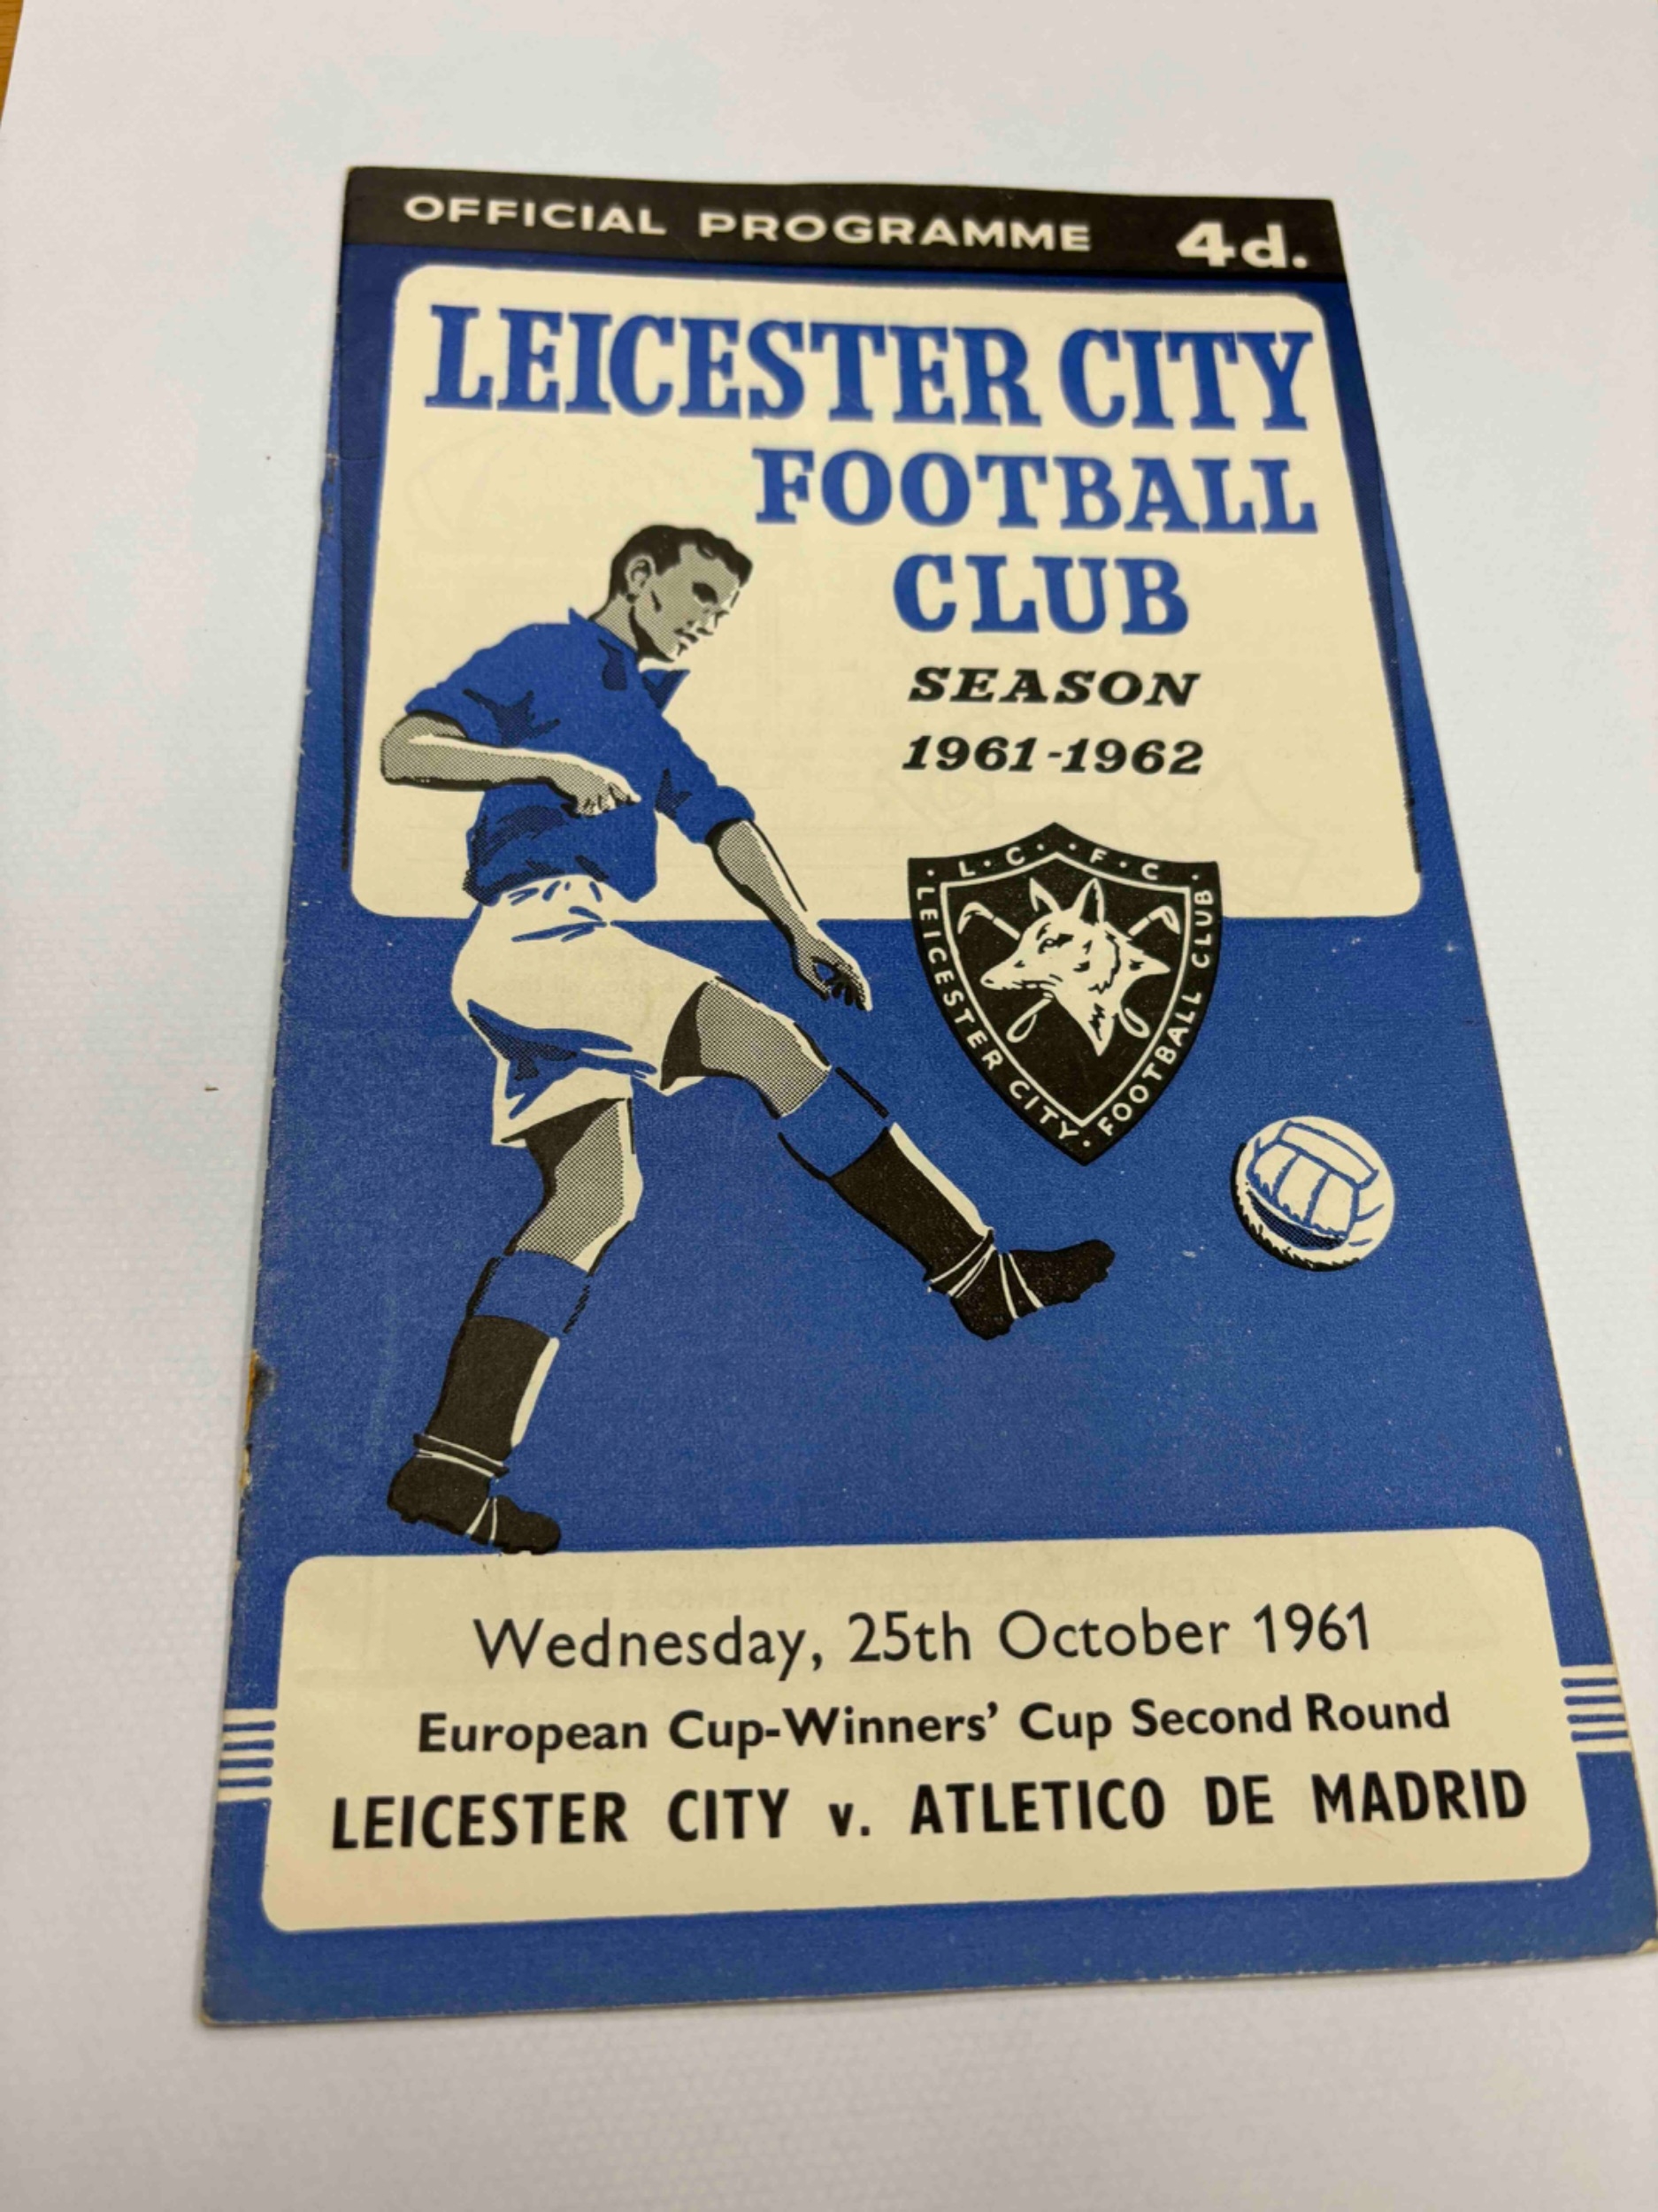 OFFICIAL PROGRAMME 4d.
LEICESTER CITY
FOOTBALL
CLUB
SEASON
1961-1962
· L · C · · F · C ·
LEICESTER CITY · FOOTBALL CLUB
Wednesday, 25th October 1961
European Cup-Winners' Cup Second Round
LEICESTER CITY v. ATLETICO DE MADRID